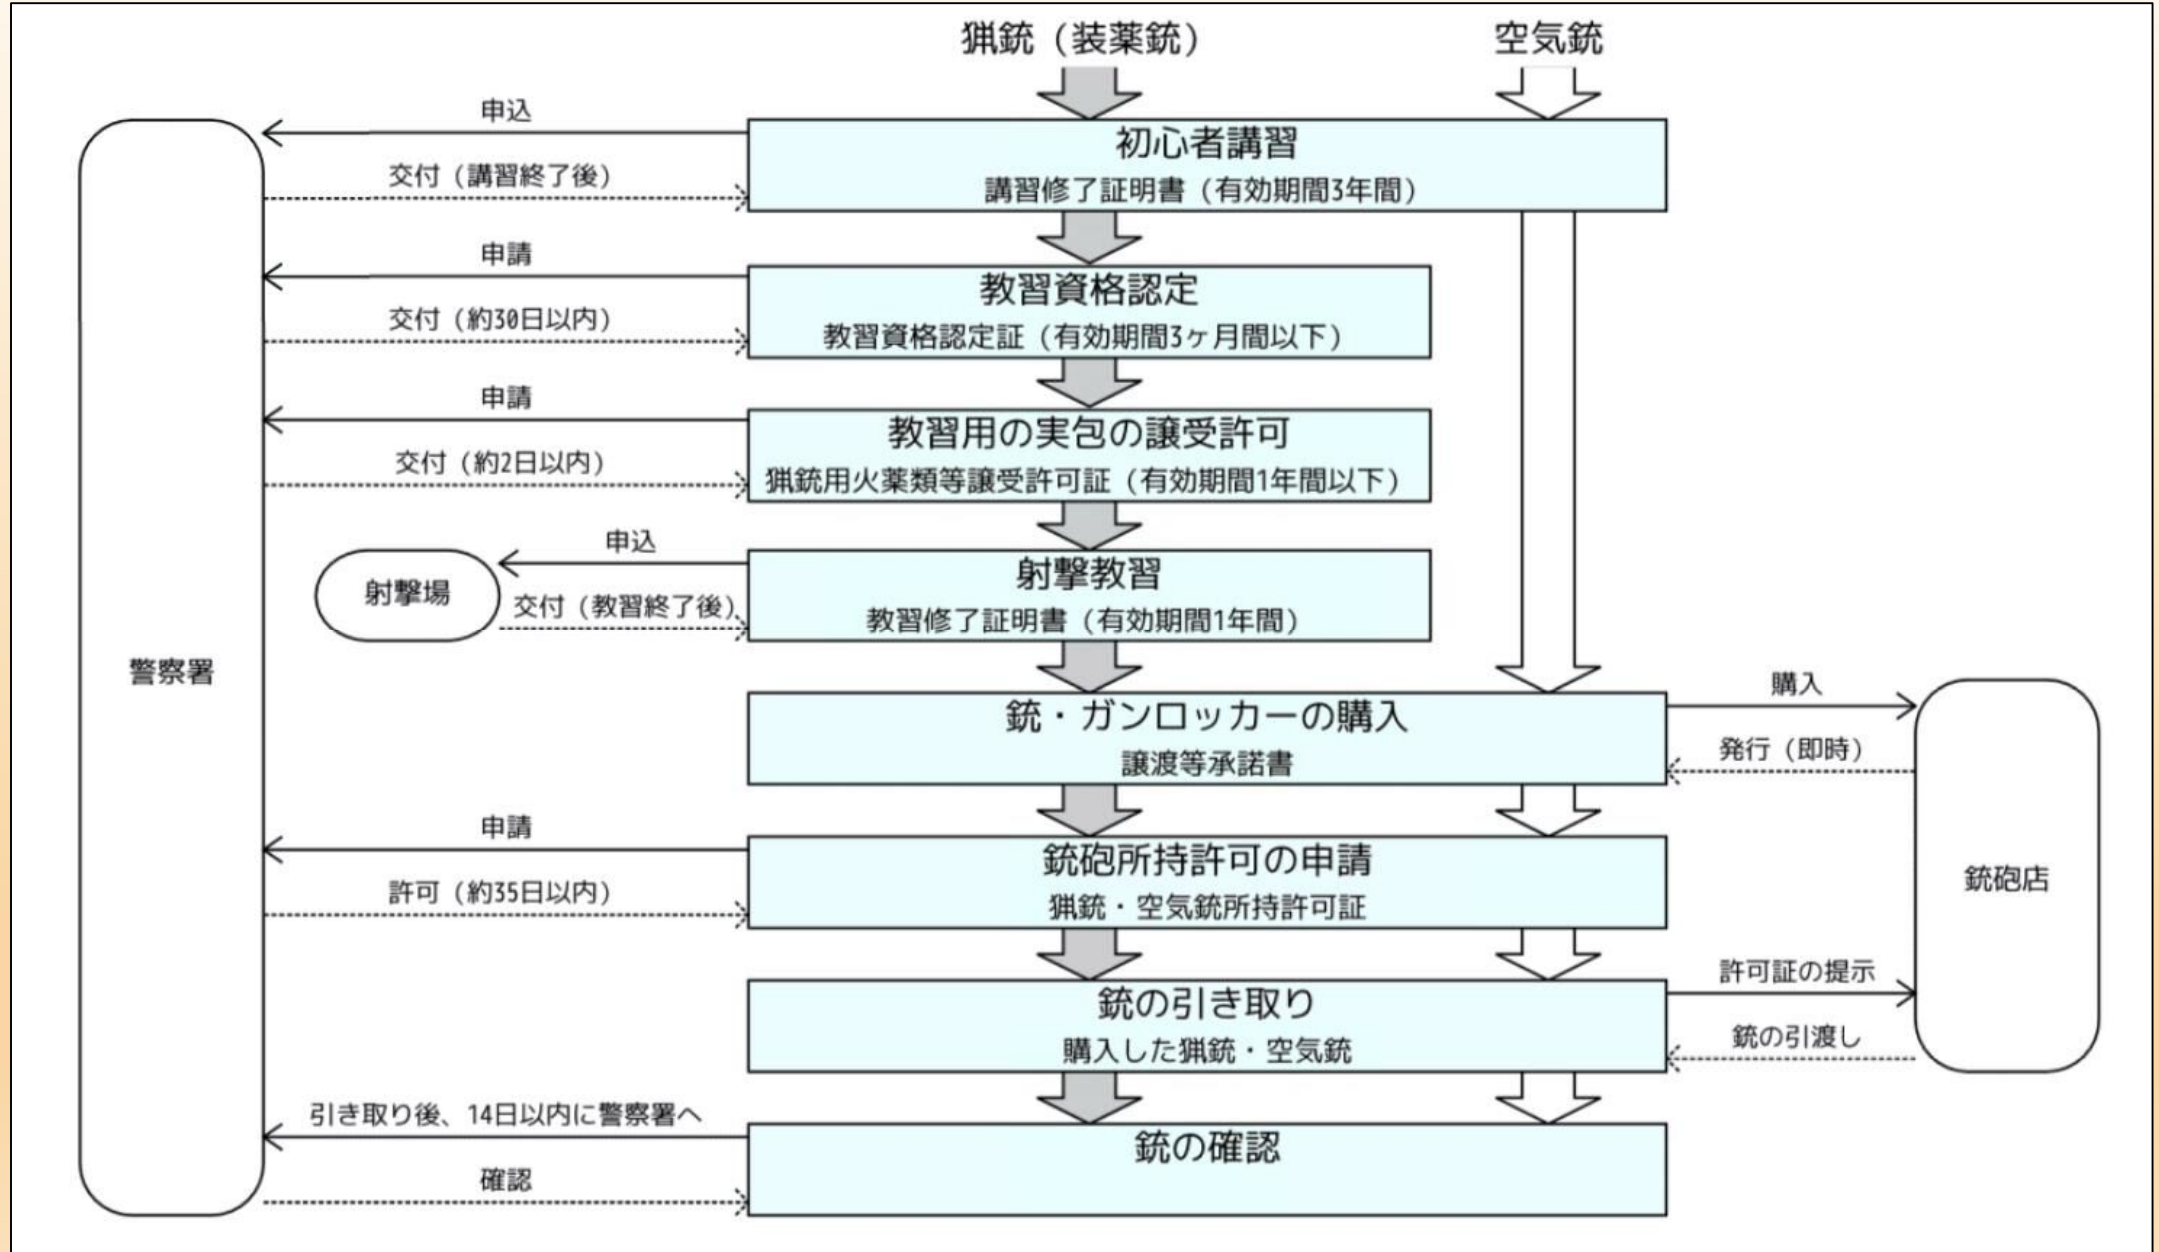 猟銃（装薬銃）
空気銃
申込
初心者講習
交付（講習終了後）
講習修了証明書（有効期間3年間）
申請
教習資格認定
交付（約30日以内）
教習資格認定証（有効期間3ヶ月間以下）
申請
教習用の実包の譲受許可
交付（約2日以内）
猟銃用火薬類等譲受許可証（有効期間1年間以下）
申込
射撃教習
射撃場
交付（教習終了後）
教習修了証明書（有効期間1年間）
警察署
購入
銃・ガンロッカーの購入
発行（即時）
譲渡等承諾書
申請
銃砲所持許可の申請
銃砲店
許可（約35日以内）
猟銃・空気銃所持許可証
許可証の提示
銃の引き取り
銃の引渡し
購入した猟銃・空気銃
引き取り後、14日以内に警察署へ
銃の確認
確認